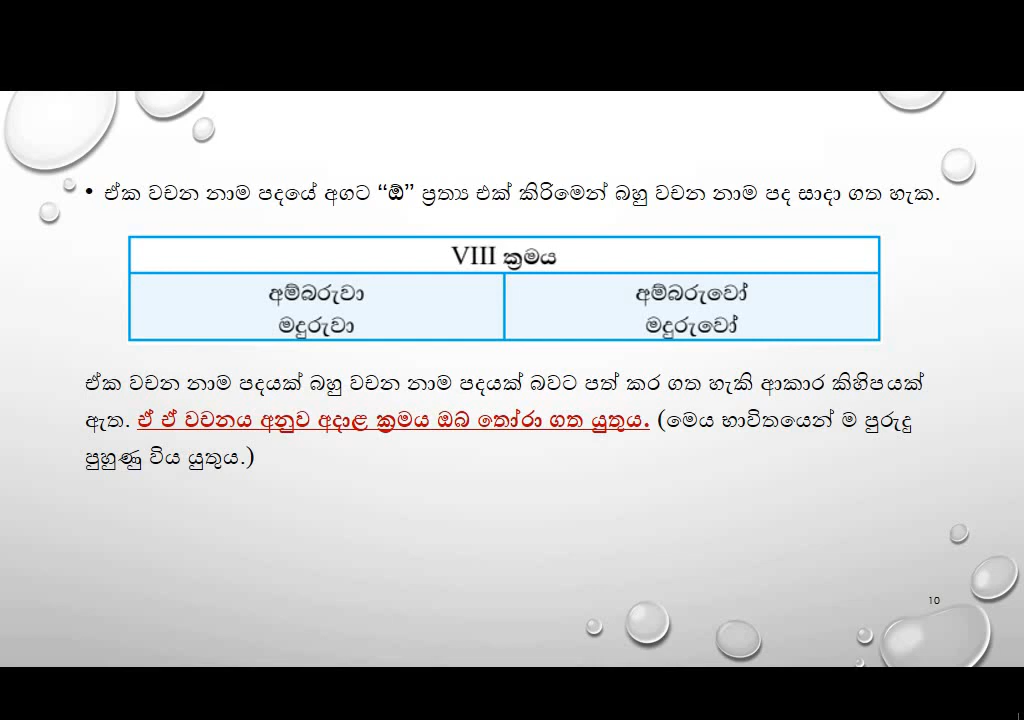 • ඒක වචන නාම පදයේ අගට “ඕ” ප්‍රත්‍ය එක් කිරිමෙන් බහු වචන නාම පද සාදා ගත හැක.
VIII ක්‍රමය
අම්බරුවා අම්බරුවෝ
මදුරුවා මදුරුවෝ
ඒක වචන නාම පදයක් බහු වචන නාම පදයක් බවට පත් කර ගත හැකි ආකාර කිහිපයක්
ඇත. ඒ ඒ වචනය අනුව අදාළ ක්‍රමය ඔබ තෝරා ගත යුතුය. (මෙය භාවිතයෙන් ම පුරුදු
පුහුණු විය යුතුය.)
10